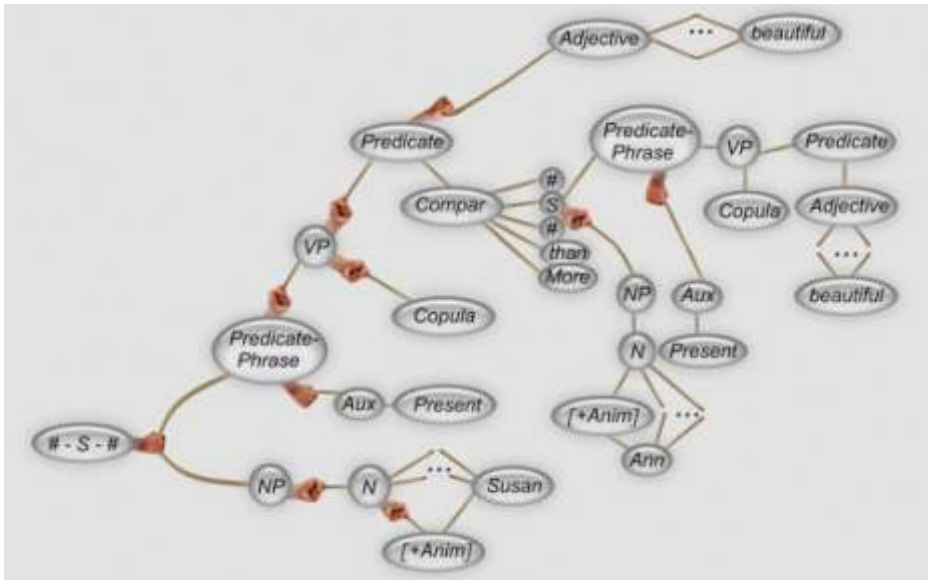 Adjective
...
beautiful
Predicate
Predicate-
Phrase
VP
Predicate
Compar
#
S
#
than
More
Copula
Adjective
...
beautiful
VP
NP
Aux
Copula
Predicate-
Phrase
N
Present
Aux
Present
[+Anim]
...
Ann
# - S - #
NP
N
...
Susan
[+Anim]